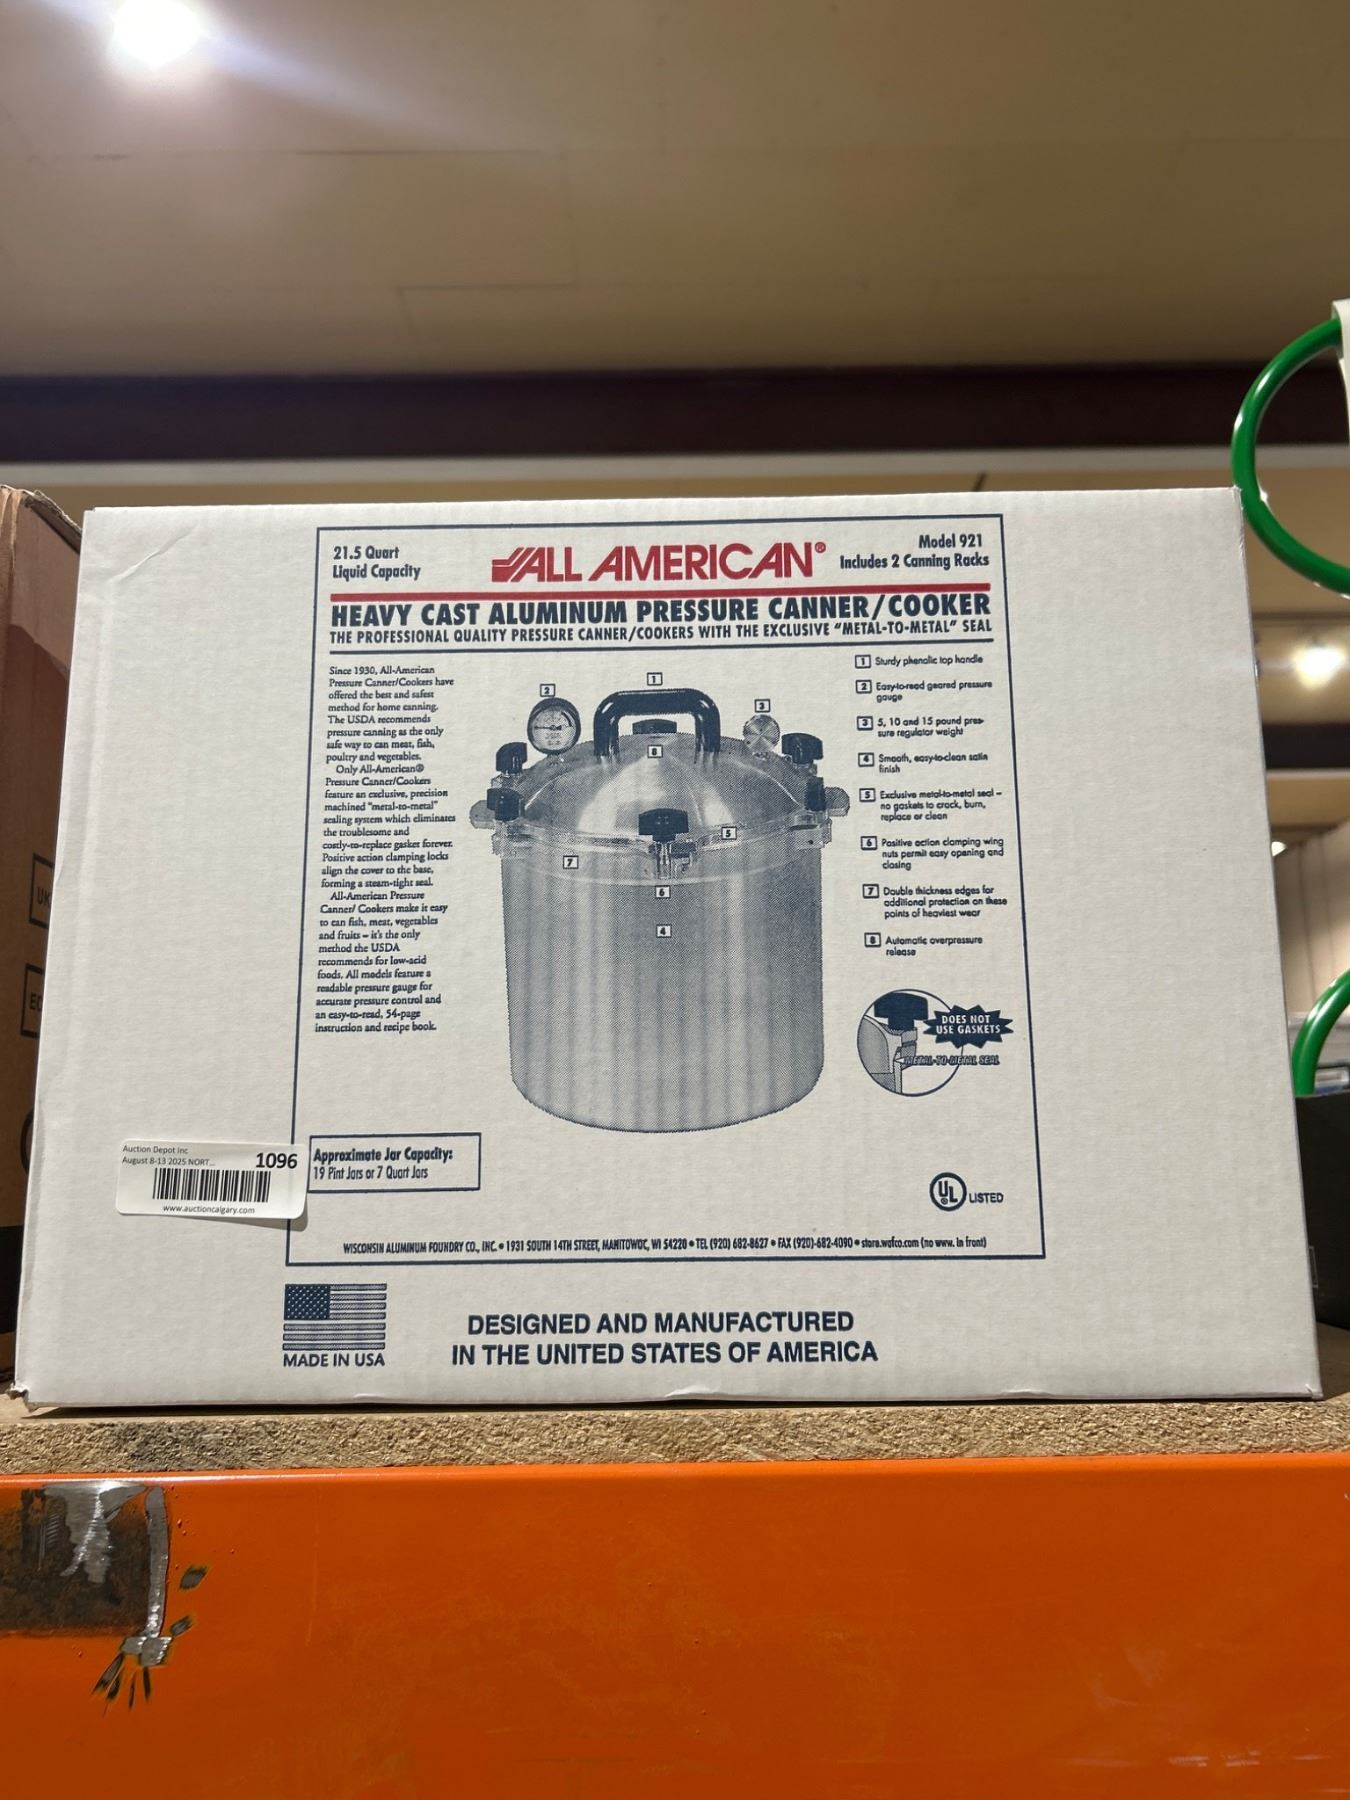 21.5 Quart
Liquid Capacity
ALL AMERICAN®
Model 921
Includes 2 Canning Racks
HEAVY CAST ALUMINUM PRESSURE CANNER/COOKER
THE PROFESSIONAL QUALITY PRESSURE CANNER/COOKERS WITH THE EXCLUSIVE "METAL-TO-METAL" SEAL
Since 1930, All-American
Pressure Canner/Cookers have
offered the best and safest
method for home canning.
The USDA recommends
pressure canning as the only
safe way to can meat, fish,
poultry and vegetables.
Only All-American®
Pressure Canner/Cookers
feature an exclusive, precision
machined "metal-to-metal"
sealing system which eliminates
the troublesome and
costly-to-replace gasket forever.
Positive action clamping locks
align the cover to the base,
forming a steam-tight seal.
All-American Pressure
Canner/ Cookers make it easy
to can fish, meat, vegetables
and fruits – it's the only
method the USDA
recommends for low-acid
foods. All models feature a
readable pressure gauge for
accurate pressure control and
an easy-to-read, 54-page
instruction and recipe book.
1
2
3
8
5
7
6
4
1 Sturdy phenolic top handle
2 Easy-to-read geared pressure
gauge
3 5, 10 and 15 pound pres-
sure regulator weight
4 Smooth, easy-to-clean satin
finish
5 Exclusive metal-to-metal seal –
no gaskets to crack, burn,
replace or clean
6 Positive action clamping wing
nuts permit easy opening and
closing
7 Double thickness edges for
additional protection on these
points of heaviest wear
8 Automatic overpressure
release
DOES NOT
USE GASKETS
METAL-TO-METAL SEAL
Approximate Jar Capacity:
19 Pint Jars or 7 Quart Jars
UL LISTED
Auction Depot Inc
August 8-13 2025 NORT...
1096
www.auctioncalgary.com
WISCONSIN ALUMINUM FOUNDRY CO., INC. • 1931 SOUTH 14TH STREET, MANITOWOC, WI 54220 • TEL (920) 682-8627 • FAX (920)-682-4090 • store.wafco.com (no www. in front)
MADE IN USA
DESIGNED AND MANUFACTURED
IN THE UNITED STATES OF AMERICA